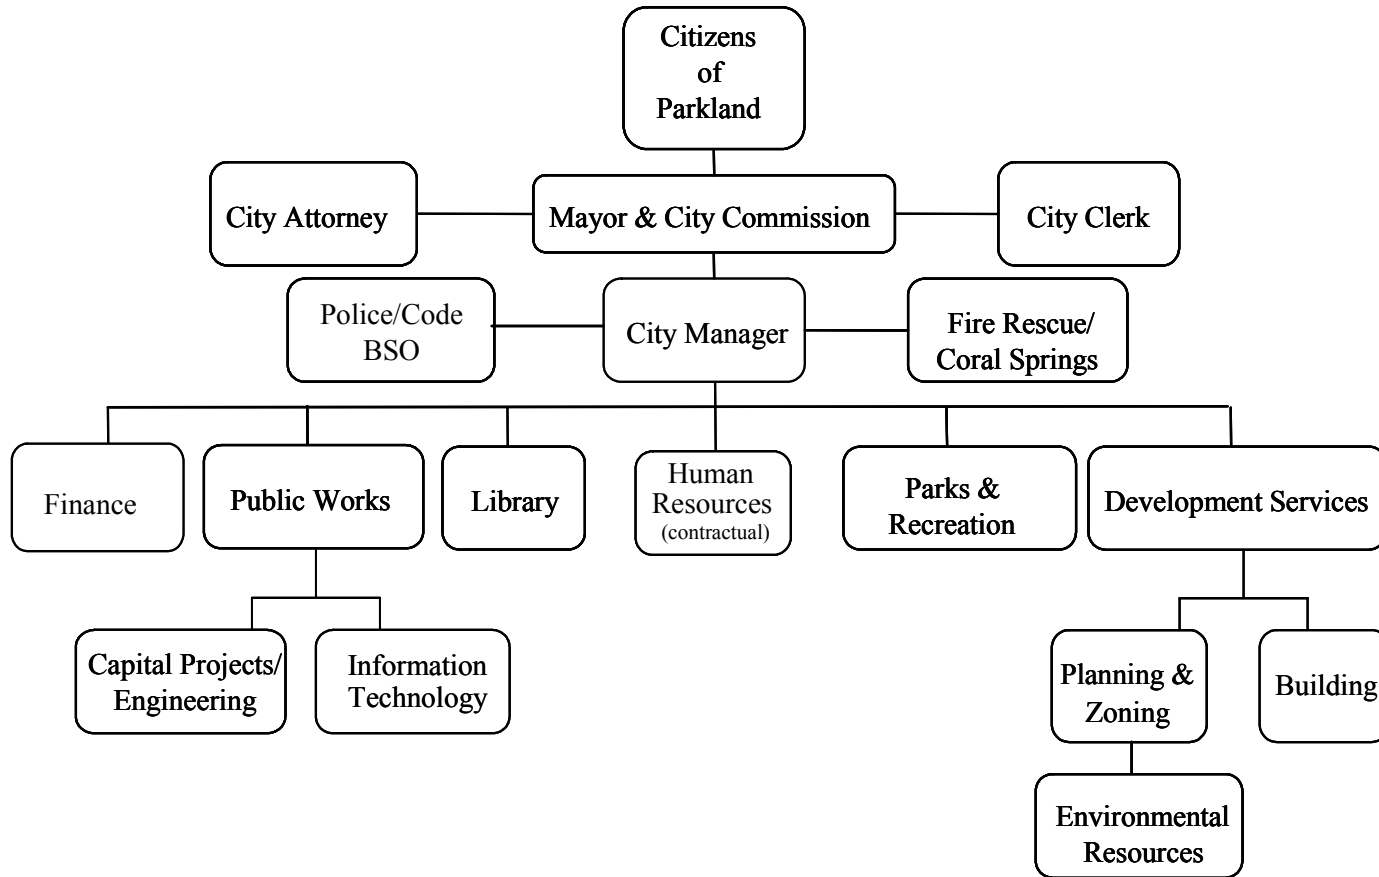 Citizens
of
Parkland
City Attorney
Mayor & City Commission
City Clerk
Police/Code
BSO
City Manager
Fire Rescue/
Coral Springs
Finance
Public Works
Library
Human
Resources
(contractual)
Parks &
Recreation
Development Services
Capital Projects/
Engineering
Information
Technology
Planning &
Zoning
Building
Environmental
Resources